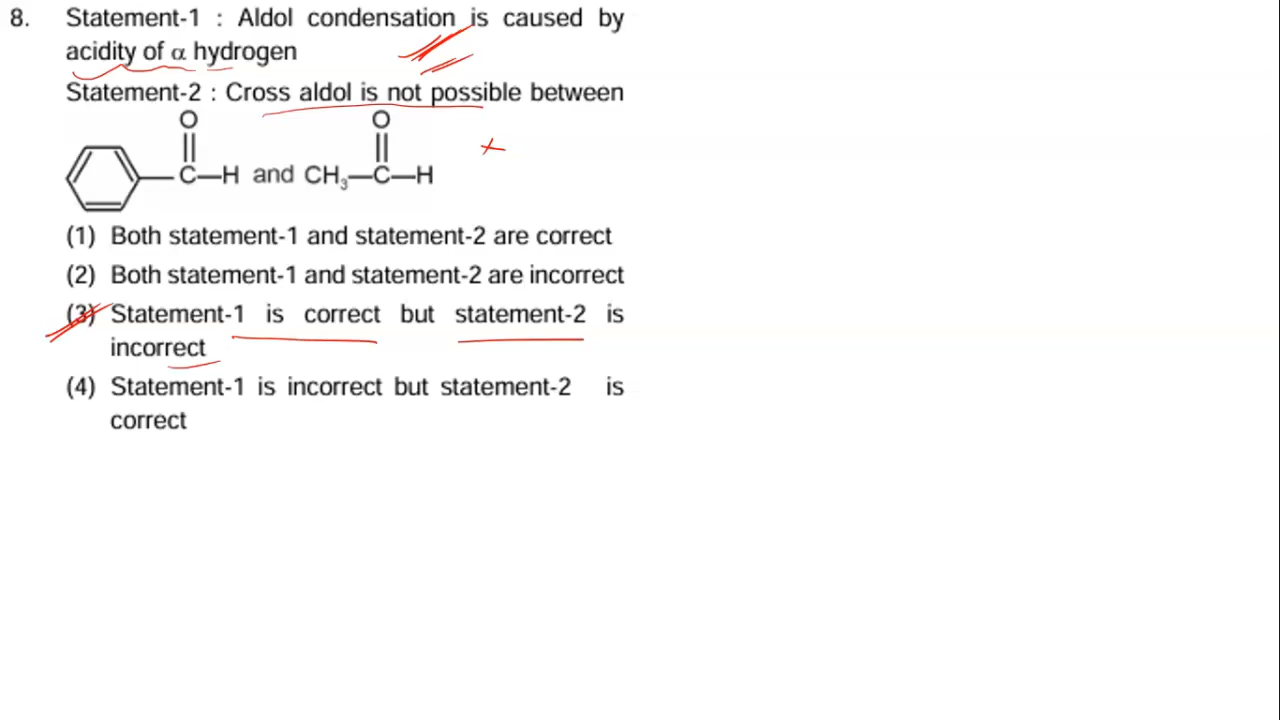 8. Statement-1 : Aldol condensation is caused by
acidity of α hydrogen
Statement-2 : Cross aldol is not possible between
O O
C—H and CH₃—C—H
(1) Both statement-1 and statement-2 are correct
(2) Both statement-1 and statement-2 are incorrect
(3) Statement-1 is correct but statement-2 is
incorrect
(4) Statement-1 is incorrect but statement-2 is
correct